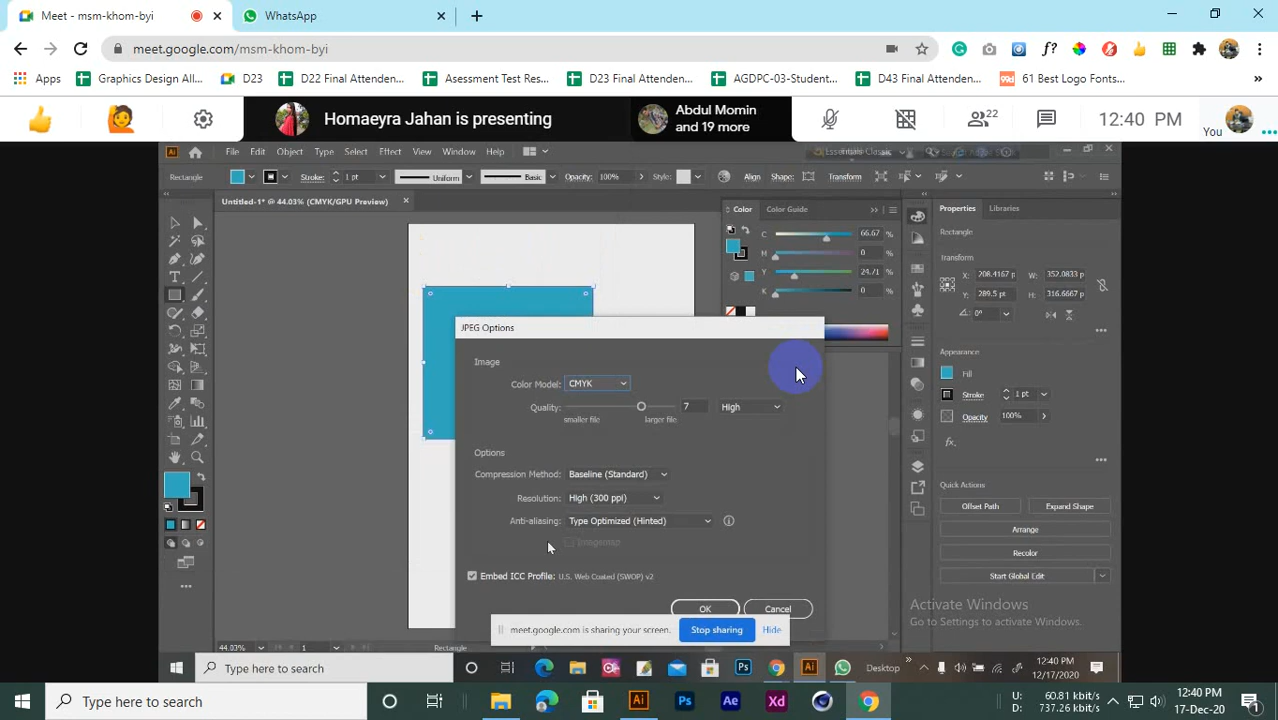 Meet - msm-khom-byi
WhatsApp
meet.google.com/msm-khom-byi
Apps
Graphics Design All...
D23
D22 Final Attenden...
Asessment Test Res...
D23 Final Attenden...
AGDPC-03-Student...
D43 Final Attenden...
61 Best Logo Fonts...
Homaeyra Jahan is presenting
Abdul Momin
and 19 more
22
12:40 PM
You
File Edit Object Type Select Effect View Window Help
Essentials Classic
Rectangle
Stroke: 1 pt
Uniform
Basic
Opacity: 100%
Style:
Align
Shape:
Transform
Untitled-1* @ 44.03% (CMYK/GPU Preview)
Color
Color Guide
C 66.67 %
M 0 %
Y 24.71 %
K 0 %
Properties
Libraries
Rectangle
Transform
X: 208.4167 p
W: 352.0833 p
Y: 289.5 pt
H: 316.6667 p
0°
Appearance
Fill
Stroke 1 pt
Opacity 100%
fx.
Quick Actions
Offset Path
Expand Shape
Arrange
Recolor
Start Global Edit
JPEG Options
Image
Color Model: CMYK
Quality: 7 High
smaller file
larger file
Options
Compression Method: Baseline (Standard)
Resolution: High (300 ppi)
Anti-aliasing: Type Optimized (Hinted)
Imagemap
Embed ICC Profile: U.S. Web Coated (SWOP) v2
OK
Cancel
meet.google.com is sharing your screen.
Stop sharing
Hide
Activate Windows
Go to Settings to activate Windows.
44.03%
1
Rectangle
Type here to search
Desktop
12:40 PM
12/17/2020
Type here to search
U: 60.81 kbit/s
D: 737.26 kbit/s
12:40 PM
17-Dec-20